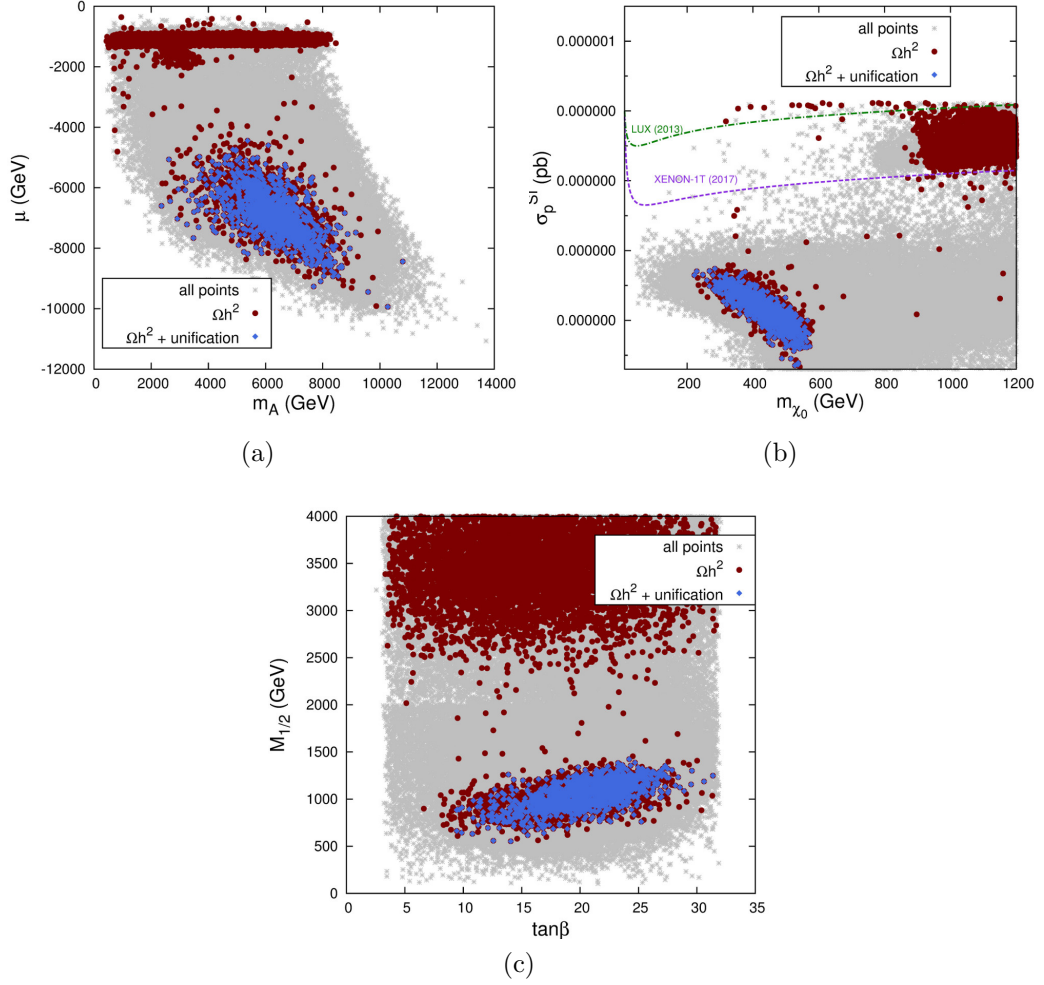 0
-2000
-4000
-6000
-8000
-10000
-12000
μ (GeV)
all points
Ωh²
Ωh² + unification
0 2000 4000 6000 8000 10000 12000 14000
m_A (GeV)
(a)
0.000001
0.000000
0.000000
0.000000
0.000000
σ_p^SI (pb)
all points
Ωh²
Ωh² + unification
LUX (2013)
XENON-1T (2017)
200 400 600 800 1000 1200
m_χ₀ (GeV)
(b)
4000
3500
3000
2500
2000
1500
1000
500
0
M_1/2 (GeV)
all points
Ωh²
Ωh² + unification
0 5 10 15 20 25 30 35
tanβ
(c)